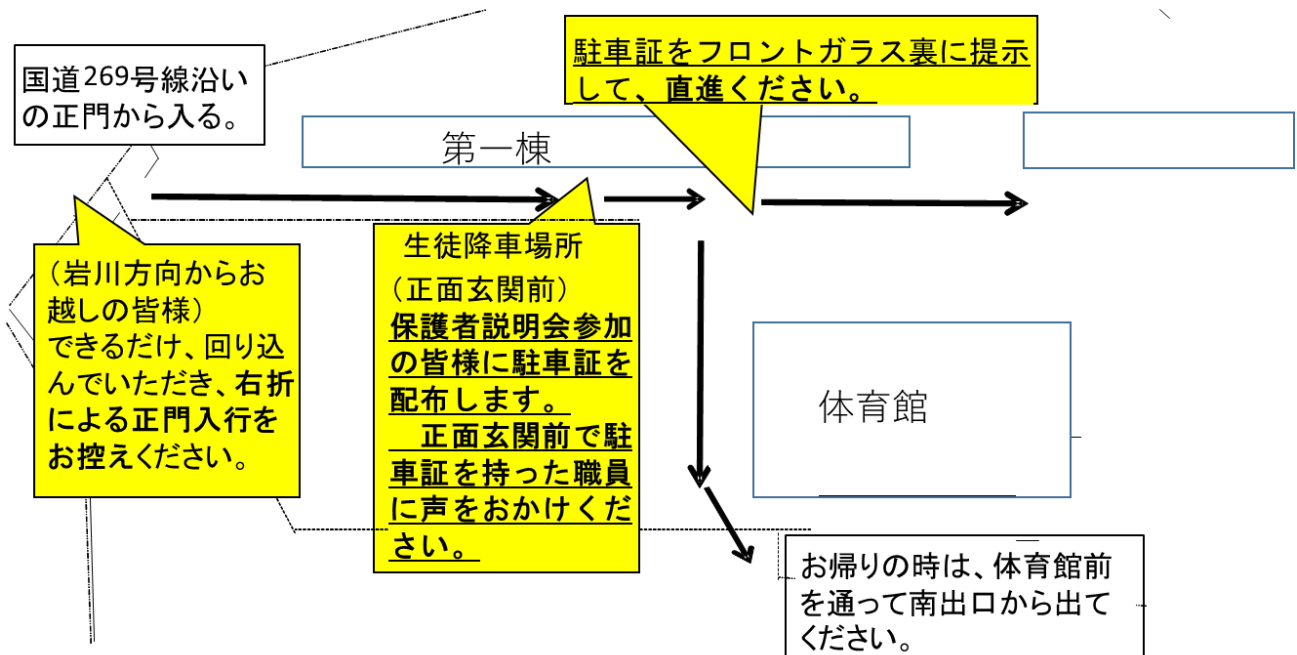 国道269号線沿い
の正門から入る。
駐車証をフロントガラス裏に提示
して、直進ください。
第一棟
(岩川方向からお
越しの皆様)
できるだけ、回り込
んでいただき、右折
による正門入行を
お控えください。
生徒降車場所
(正面玄関前)
保護者説明会参加
の皆様に駐車証を
配布します。
　正面玄関前で駐
車証を持った職員
に声をおかけくだ
さい。
体育館
お帰りの時は、体育館前
を通って南出口から出て
ください。